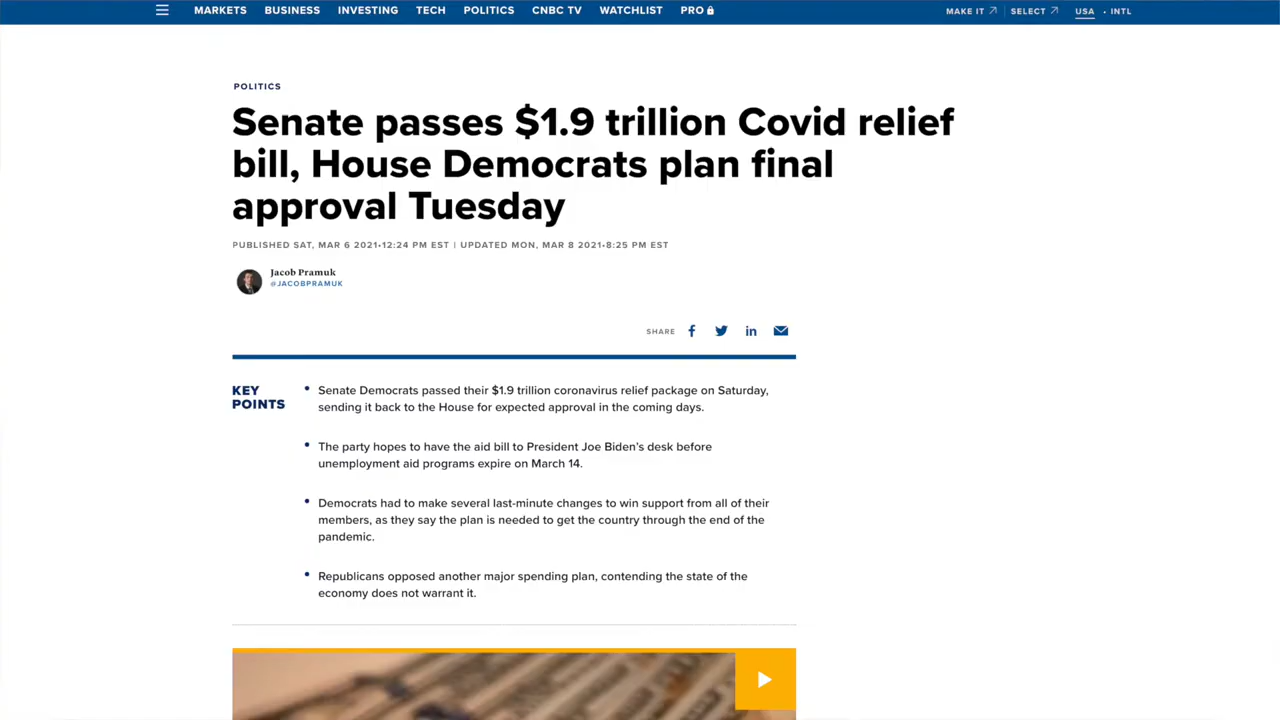 MARKETS BUSINESS INVESTING TECH POLITICS CNBC TV WATCHLIST PRO MAKE IT SELECT USA • INTL
POLITICS
Senate passes $1.9 trillion Covid relief
bill, House Democrats plan final
approval Tuesday
PUBLISHED SAT, MAR 6 2021•12:24 PM EST | UPDATED MON, MAR 8 2021•8:25 PM EST
Jacob Pramuk
@JACOBPRAMUK
SHARE
KEY
POINTS
• Senate Democrats passed their $1.9 trillion coronavirus relief package on Saturday,
sending it back to the House for expected approval in the coming days.
• The party hopes to have the aid bill to President Joe Biden's desk before
unemployment aid programs expire on March 14.
• Democrats had to make several last-minute changes to win support from all of their
members, as they say the plan is needed to get the country through the end of the
pandemic.
• Republicans opposed another major spending plan, contending the state of the
economy does not warrant it.